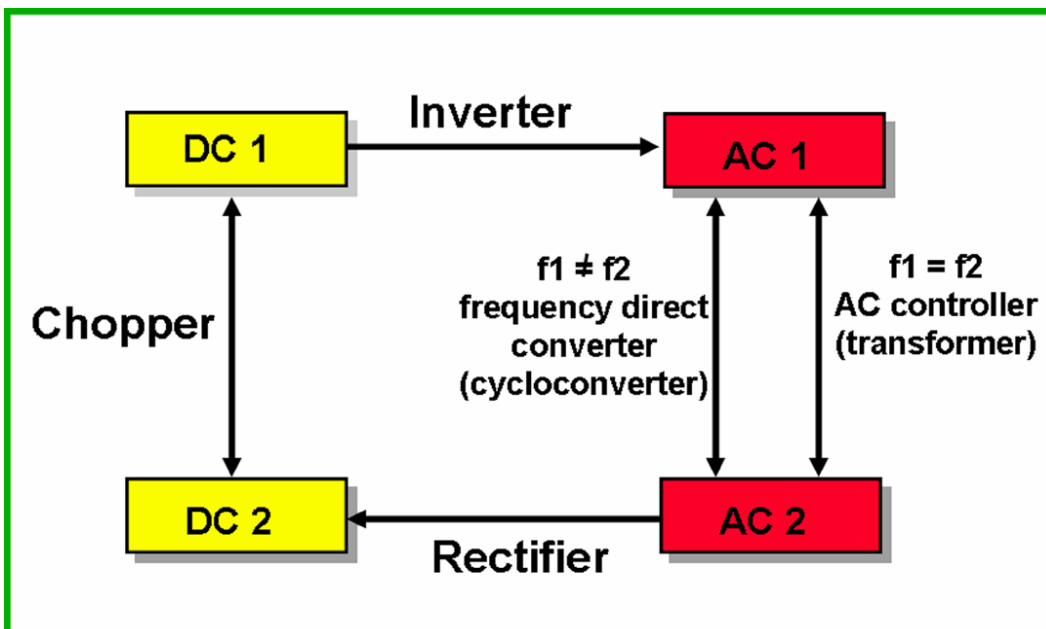 Inverter
DC 1
AC 1
f1 ≠ f2
frequency direct
converter
(cycloconverter)
f1 = f2
AC controller
(transformer)
Chopper
DC 2
AC 2
Rectifier